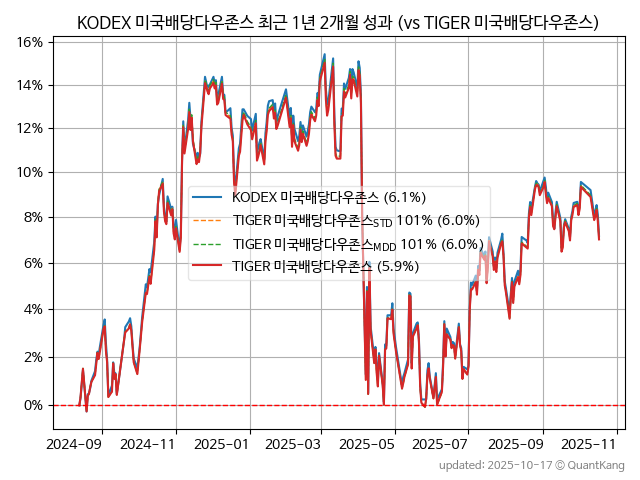 KODEX 미국배당다우존스 최근 1년 2개월 성과 (vs TIGER 미국배당다우존스)
16%
14%
12%
10%
8%
6%
4%
2%
0%
KODEX 미국배당다우존스 (6.1%)
TIGER 미국배당다우존스STD 101% (6.0%)
TIGER 미국배당다우존스MDD 101% (6.0%)
TIGER 미국배당다우존스 (5.9%)
2024-09 2024-11 2025-01 2025-03 2025-05 2025-07 2025-09 2025-11
updated: 2025-10-17 © QuantKang